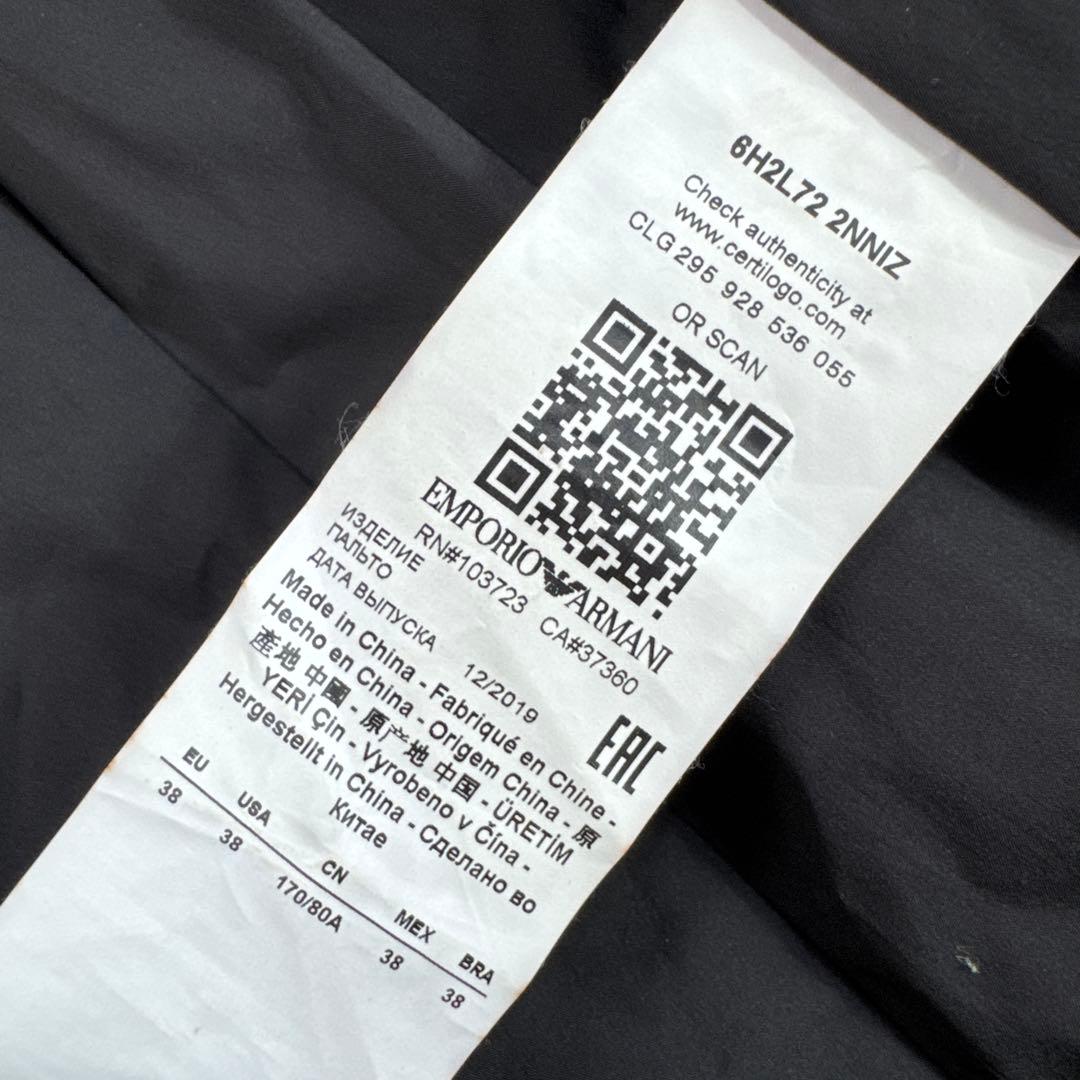 6H2L72 2NNIZ
Check authenticity at
www.certilogo.com
CLG 295 928 536 055
OR SCAN
EMPORIO ARMANI
RN#103723 CA#37360
ИЗДЕЛИЕ
ПАЛЬТО
ДАТА ВЫПУСКА 12/2019
EAC
Made in China - Fabriqué en Chine -
Hecho en China - Origem China - 原
產地 中國 - 原产地 中国 - ÜRETİM
YERİ Çin - Vyrobeno v Čína -
Hergestellt in China - Сделано во
Китае
EU USA CN MEX BRA
38 38 170/80A 38 38